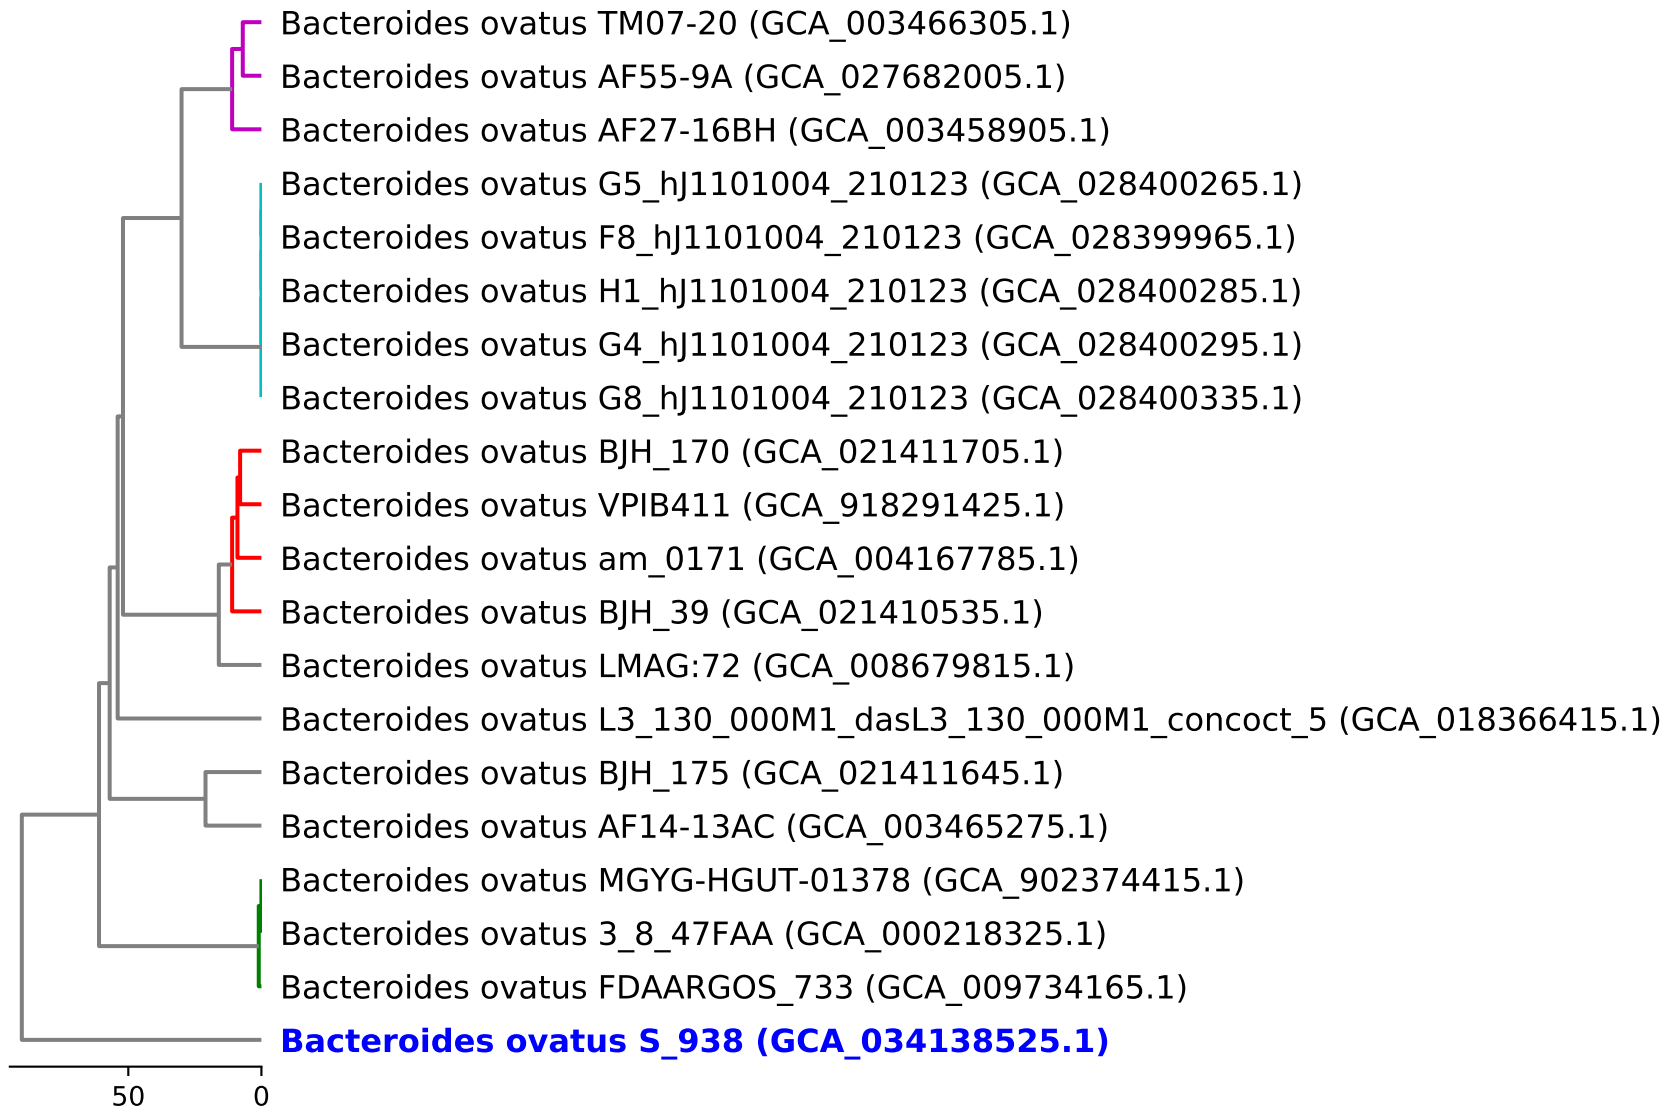 Bacteroides ovatus TM07-20 (GCA_003466305.1)
Bacteroides ovatus AF55-9A (GCA_027682005.1)
Bacteroides ovatus AF27-16BH (GCA_003458905.1)
Bacteroides ovatus G5_hJ1101004_210123 (GCA_028400265.1)
Bacteroides ovatus F8_hJ1101004_210123 (GCA_028399965.1)
Bacteroides ovatus H1_hJ1101004_210123 (GCA_028400285.1)
Bacteroides ovatus G4_hJ1101004_210123 (GCA_028400295.1)
Bacteroides ovatus G8_hJ1101004_210123 (GCA_028400335.1)
Bacteroides ovatus BJH_170 (GCA_021411705.1)
Bacteroides ovatus VPIB411 (GCA_918291425.1)
Bacteroides ovatus am_0171 (GCA_004167785.1)
Bacteroides ovatus BJH_39 (GCA_021410535.1)
Bacteroides ovatus LMAG:72 (GCA_008679815.1)
Bacteroides ovatus L3_130_000M1_dasL3_130_000M1_concoct_5 (GCA_018366415.1)
Bacteroides ovatus BJH_175 (GCA_021411645.1)
Bacteroides ovatus AF14-13AC (GCA_003465275.1)
Bacteroides ovatus MGYG-HGUT-01378 (GCA_902374415.1)
Bacteroides ovatus 3_8_47FAA (GCA_000218325.1)
Bacteroides ovatus FDAARGOS_733 (GCA_009734165.1)
Bacteroides ovatus S_938 (GCA_034138525.1)
50 0